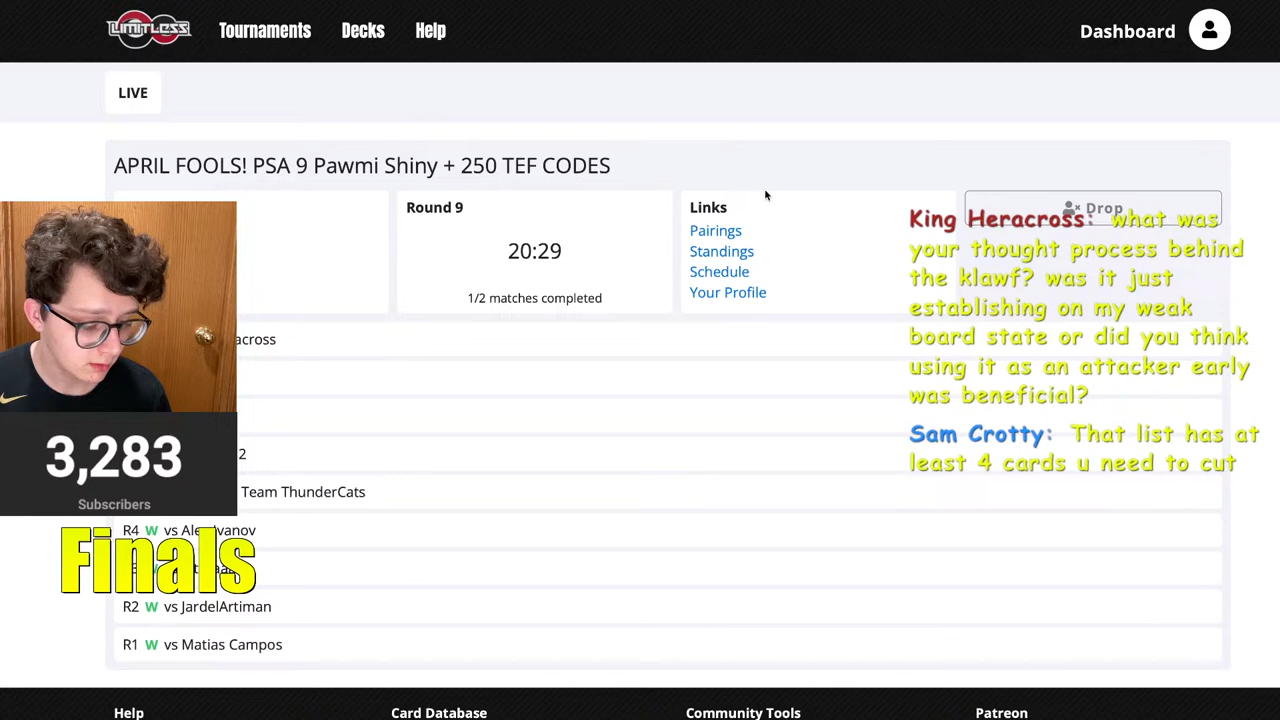 LIMITLESS Tournaments Decks Help Dashboard
LIVE
APRIL FOOLS! PSA 9 Pawmi Shiny + 250 TEF CODES
Round 9
20:29
1/2 matches completed
Links
Pairings
Standings
Schedule
Your Profile
Drop
King Heracross: what was
your thought process behind
the klawf? was it just
establishing on my weak
board state or did you think
using it as an attacker early
was beneficial?
Sam Crotty: That list has at
least 4 cards u need to cut
across
2
Team ThunderCats
R4 W vs Ale Ivanov
R2 W vs JardelArtiman
R1 W vs Matias Campos
3,283
Subscribers
Finals
Help Card Database Community Tools Patreon